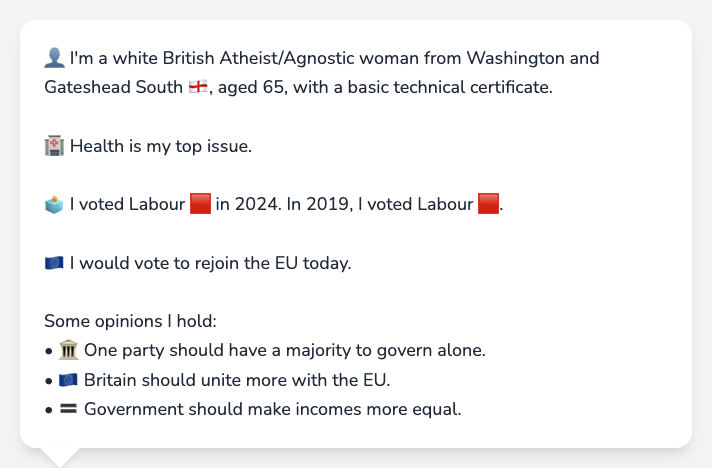 👤 I'm a white British Atheist/Agnostic woman from Washington and
Gateshead South 🏴󠁧󠁢󠁥󠁮󠁧󠁿, aged 65, with a basic technical certificate.
🏥 Health is my top issue.
🗳️ I voted Labour 🟥 in 2024. In 2019, I voted Labour 🟥.
🇪🇺 I would vote to rejoin the EU today.
Some opinions I hold:
• 🏛️ One party should have a majority to govern alone.
• 🇪🇺 Britain should unite more with the EU.
• 🟰 Government should make incomes more equal.